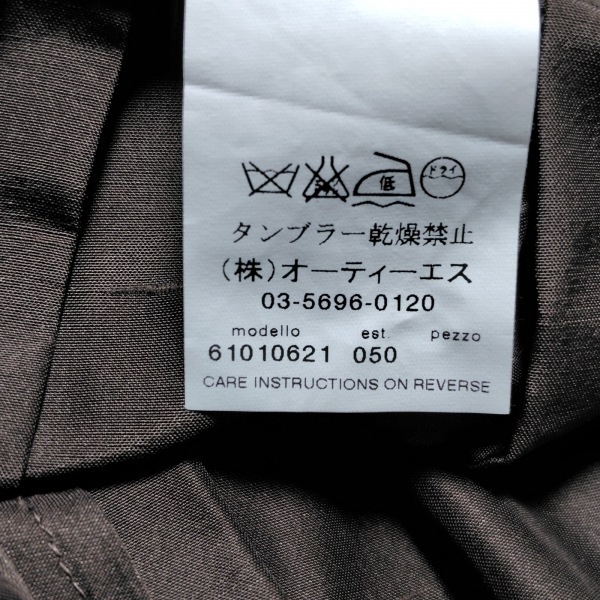 低 ドライ
タンブラー乾燥禁止
(株)オーティーエス
03-5696-0120
modello est. pezzo
61010621 050
CARE INSTRUCTIONS ON REVERSE